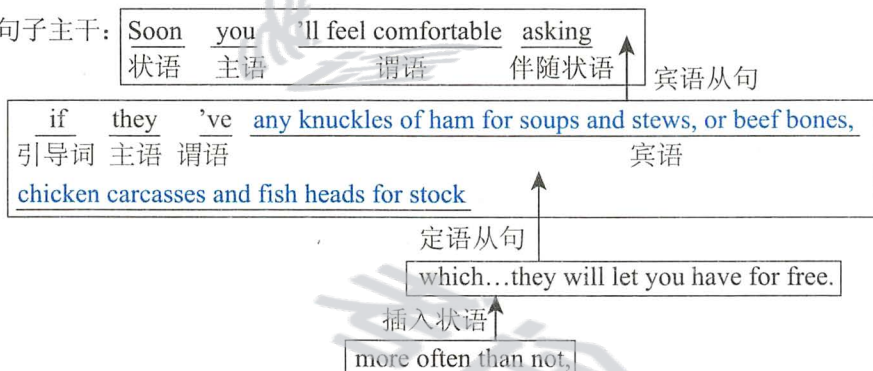 句子主干：Soon you 'll feel comfortable asking
状语 主语 谓语 伴随状语
宾语从句
if they 've any knuckles of ham for soups and stews, or beef bones,
引导词 主语 谓语 宾语
chicken carcasses and fish heads for stock
定语从句
which…they will let you have for free.
插入状语
more often than not,